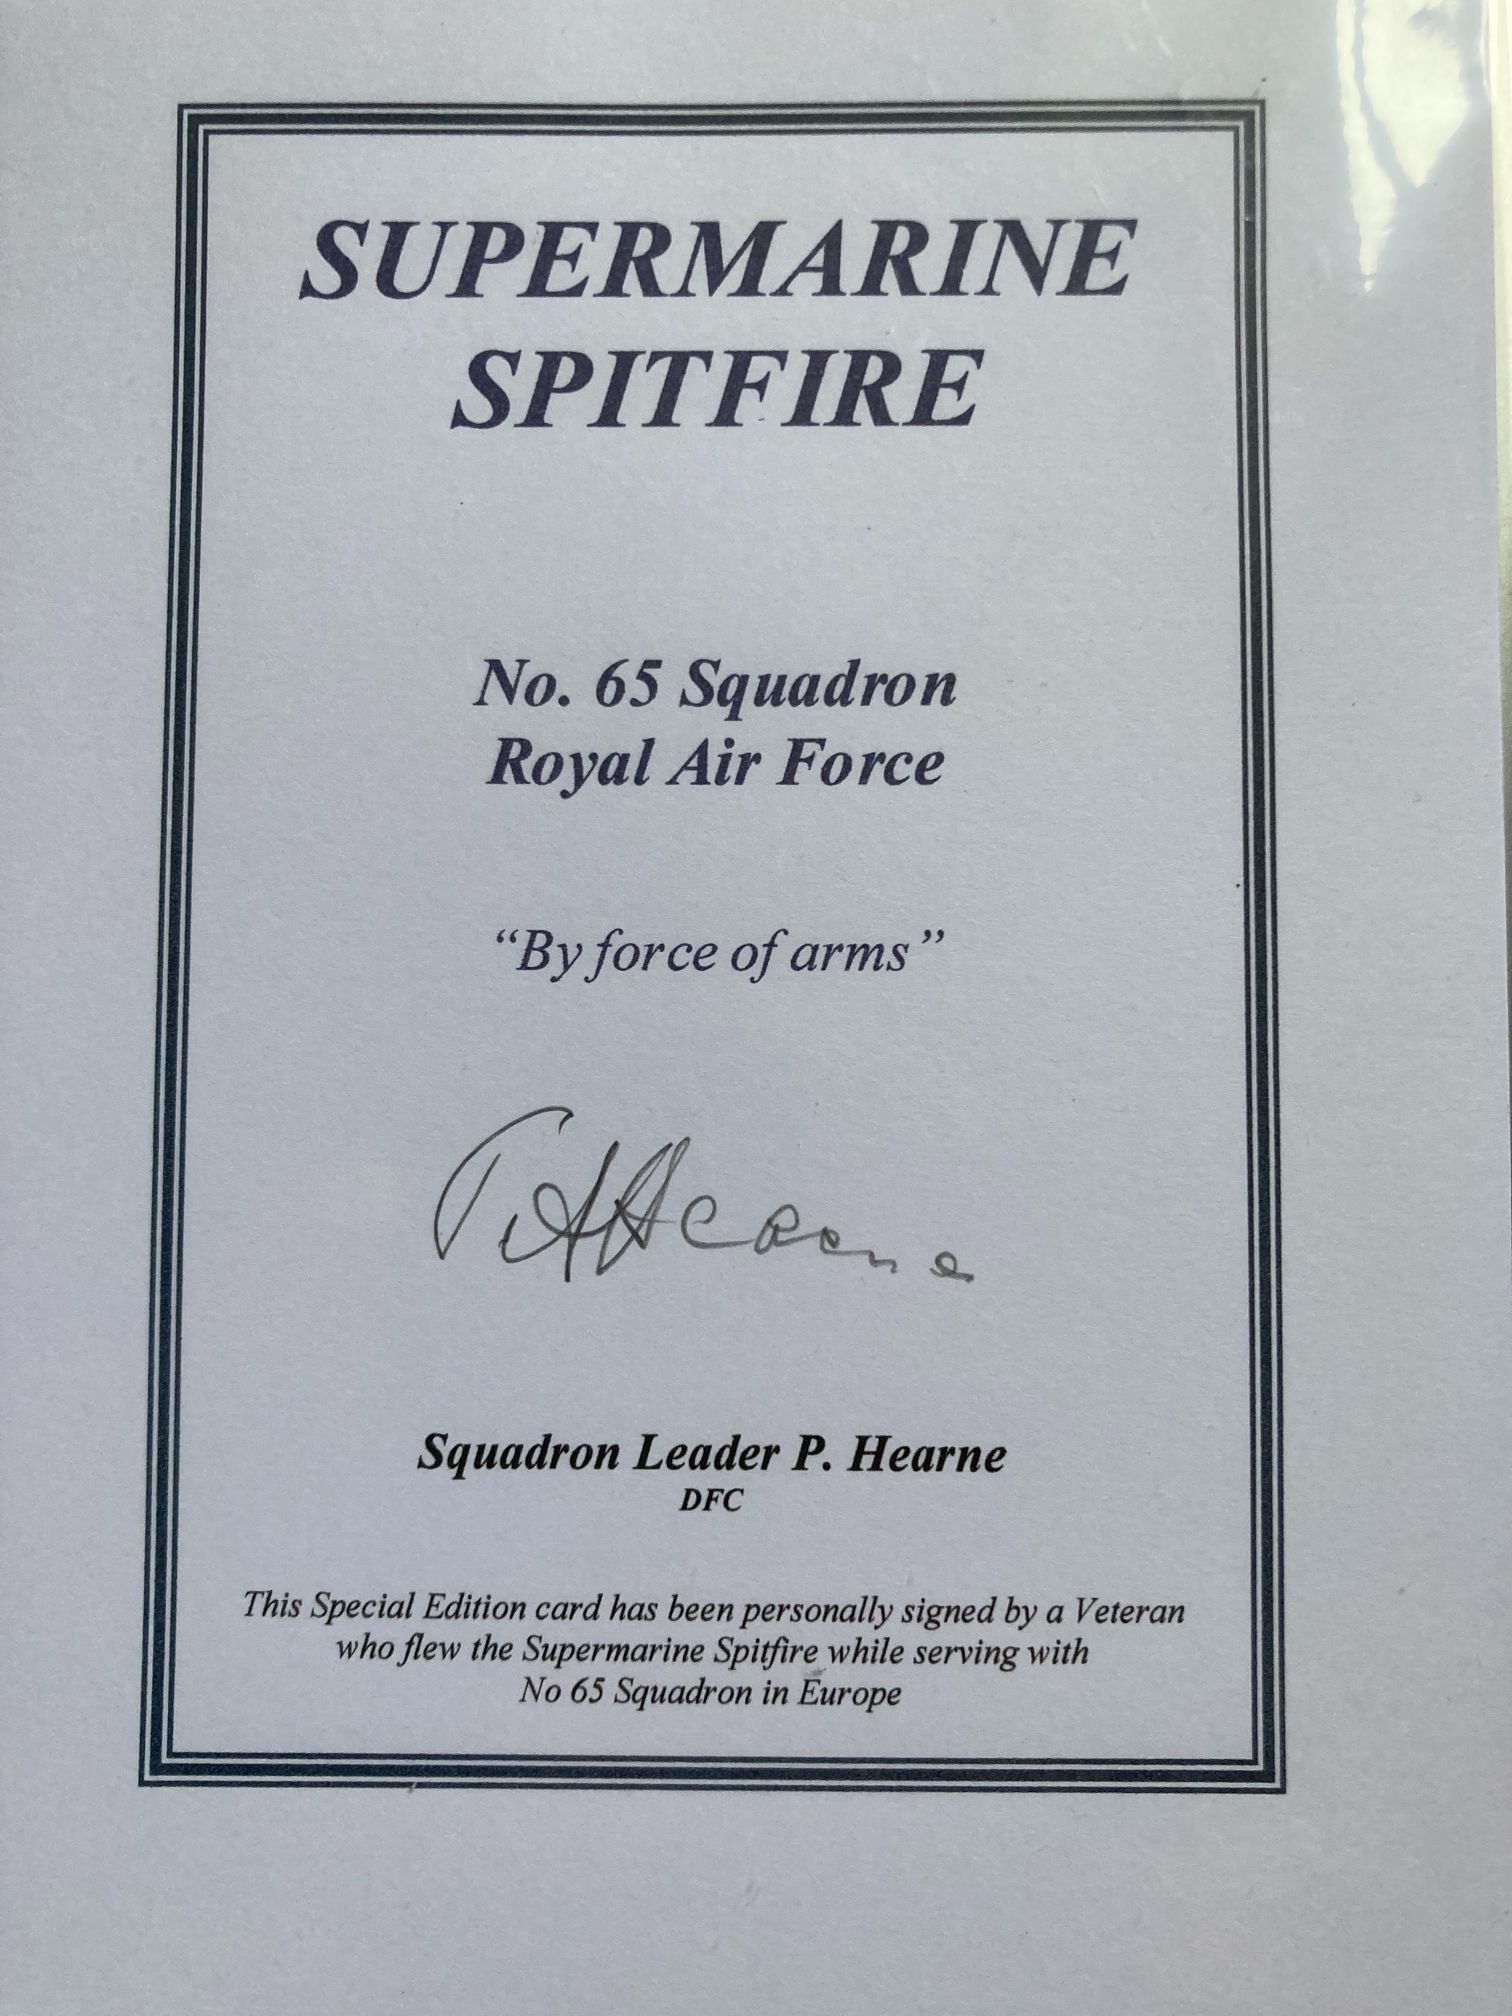 SUPERMARINE
SPITFIRE
No. 65 Squadron
Royal Air Force
“By force of arms”
Squadron Leader P. Hearne
DFC
This Special Edition card has been personally signed by a Veteran
who flew the Supermarine Spitfire while serving with
No 65 Squadron in Europe